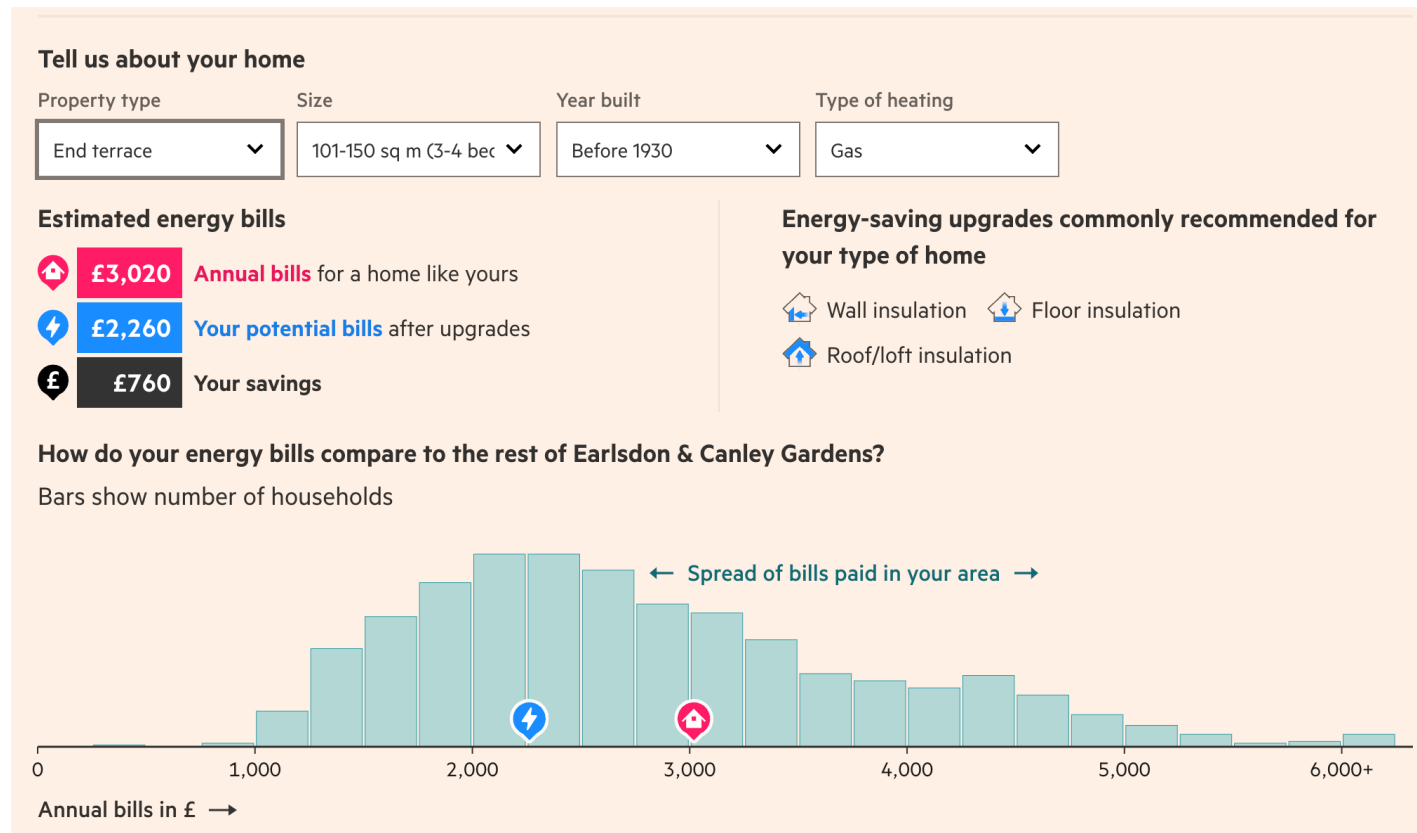 Tell us about your home
Property type
Size
Year built
Type of heating
End terrace
101-150 sq m (3-4 bec
Before 1930
Gas
Estimated energy bills
£3,020 Annual bills for a home like yours
£2,260 Your potential bills after upgrades
£ £760 Your savings
Energy-saving upgrades commonly recommended for
your type of home
Wall insulation
Floor insulation
Roof/loft insulation
How do your energy bills compare to the rest of Earlsdon & Canley Gardens?
Bars show number of households
← Spread of bills paid in your area →
0 1,000 2,000 3,000 4,000 5,000 6,000+
Annual bills in £ →